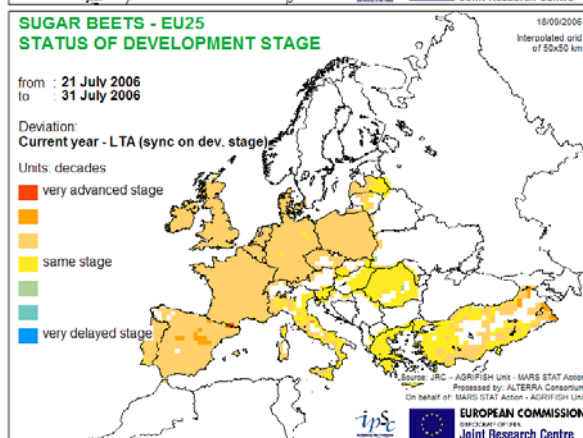 SUGAR BEETS - EU25
STATUS OF DEVELOPMENT STAGE
18/09/2006
Interpolated grid
of 50x50 km
from : 21 July 2006
to : 31 July 2006
Deviation:
Current year - LTA (sync on dev. stage)
Units: decades
very advanced stage
same stage
very delayed stage
Source: JRC – AGRIFISH Unit - MARS STAT Action
Processed by: ALTERRA Consortium
On behalf of: MARS STAT Action - AGRIFISH Unit
ipsc
EUROPEAN COMMISSION
Joint Research Centre